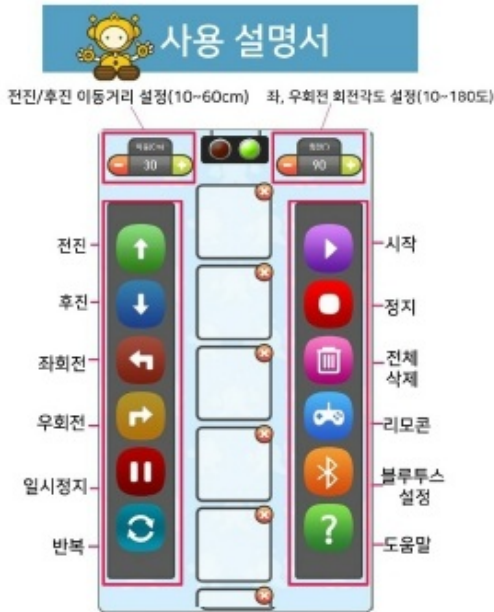 사용 설명서
전진/후진 이동거리 설정(10~60cm)
좌, 우회전 회전각도 설정(10~180도)
30
90
전진
후진
좌회전
우회전
일시정지
반복
시작
정지
전체
삭제
리모콘
블루투스
설정
?
도움말